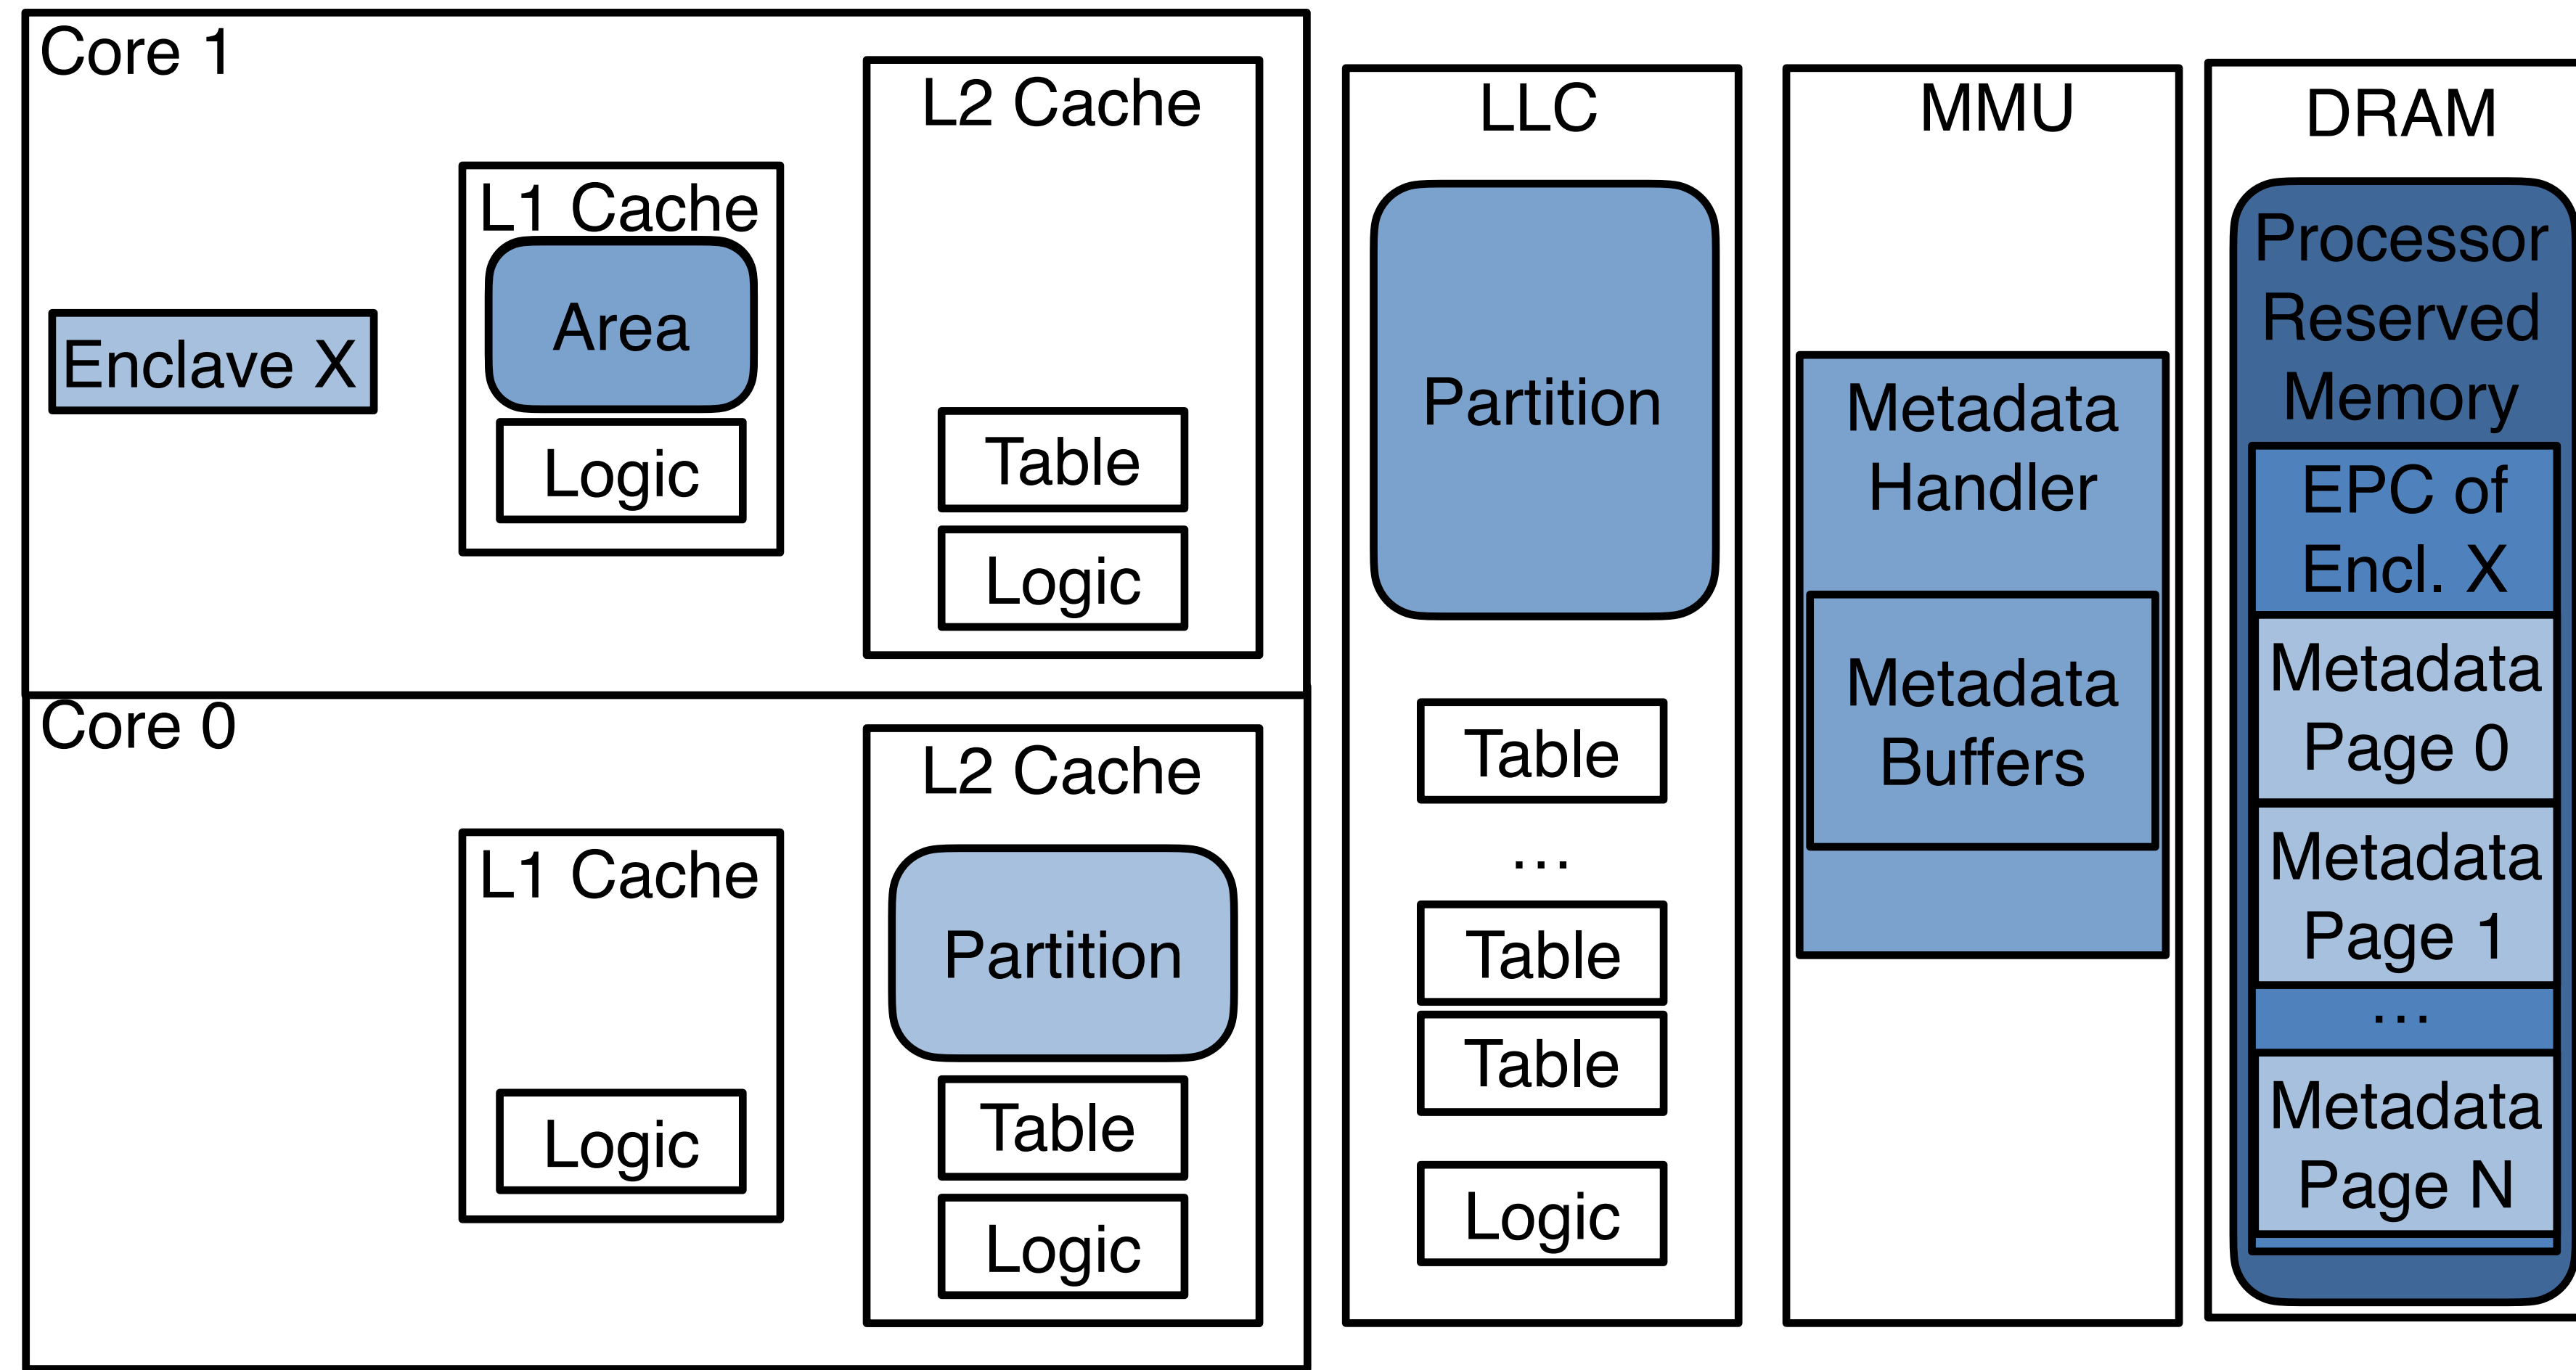 Core 1
Enclave X
L1 Cache
Area
Logic
L2 Cache
Table
Logic
Core 0
L1 Cache
Logic
L2 Cache
Partition
Table
Logic
LLC
Partition
Table
...
Table
Table
Logic
MMU
Metadata
Handler
Metadata
Buffers
DRAM
Processor
Reserved
Memory
EPC of
Encl. X
Metadata
Page 0
Metadata
Page 1
...
Metadata
Page N